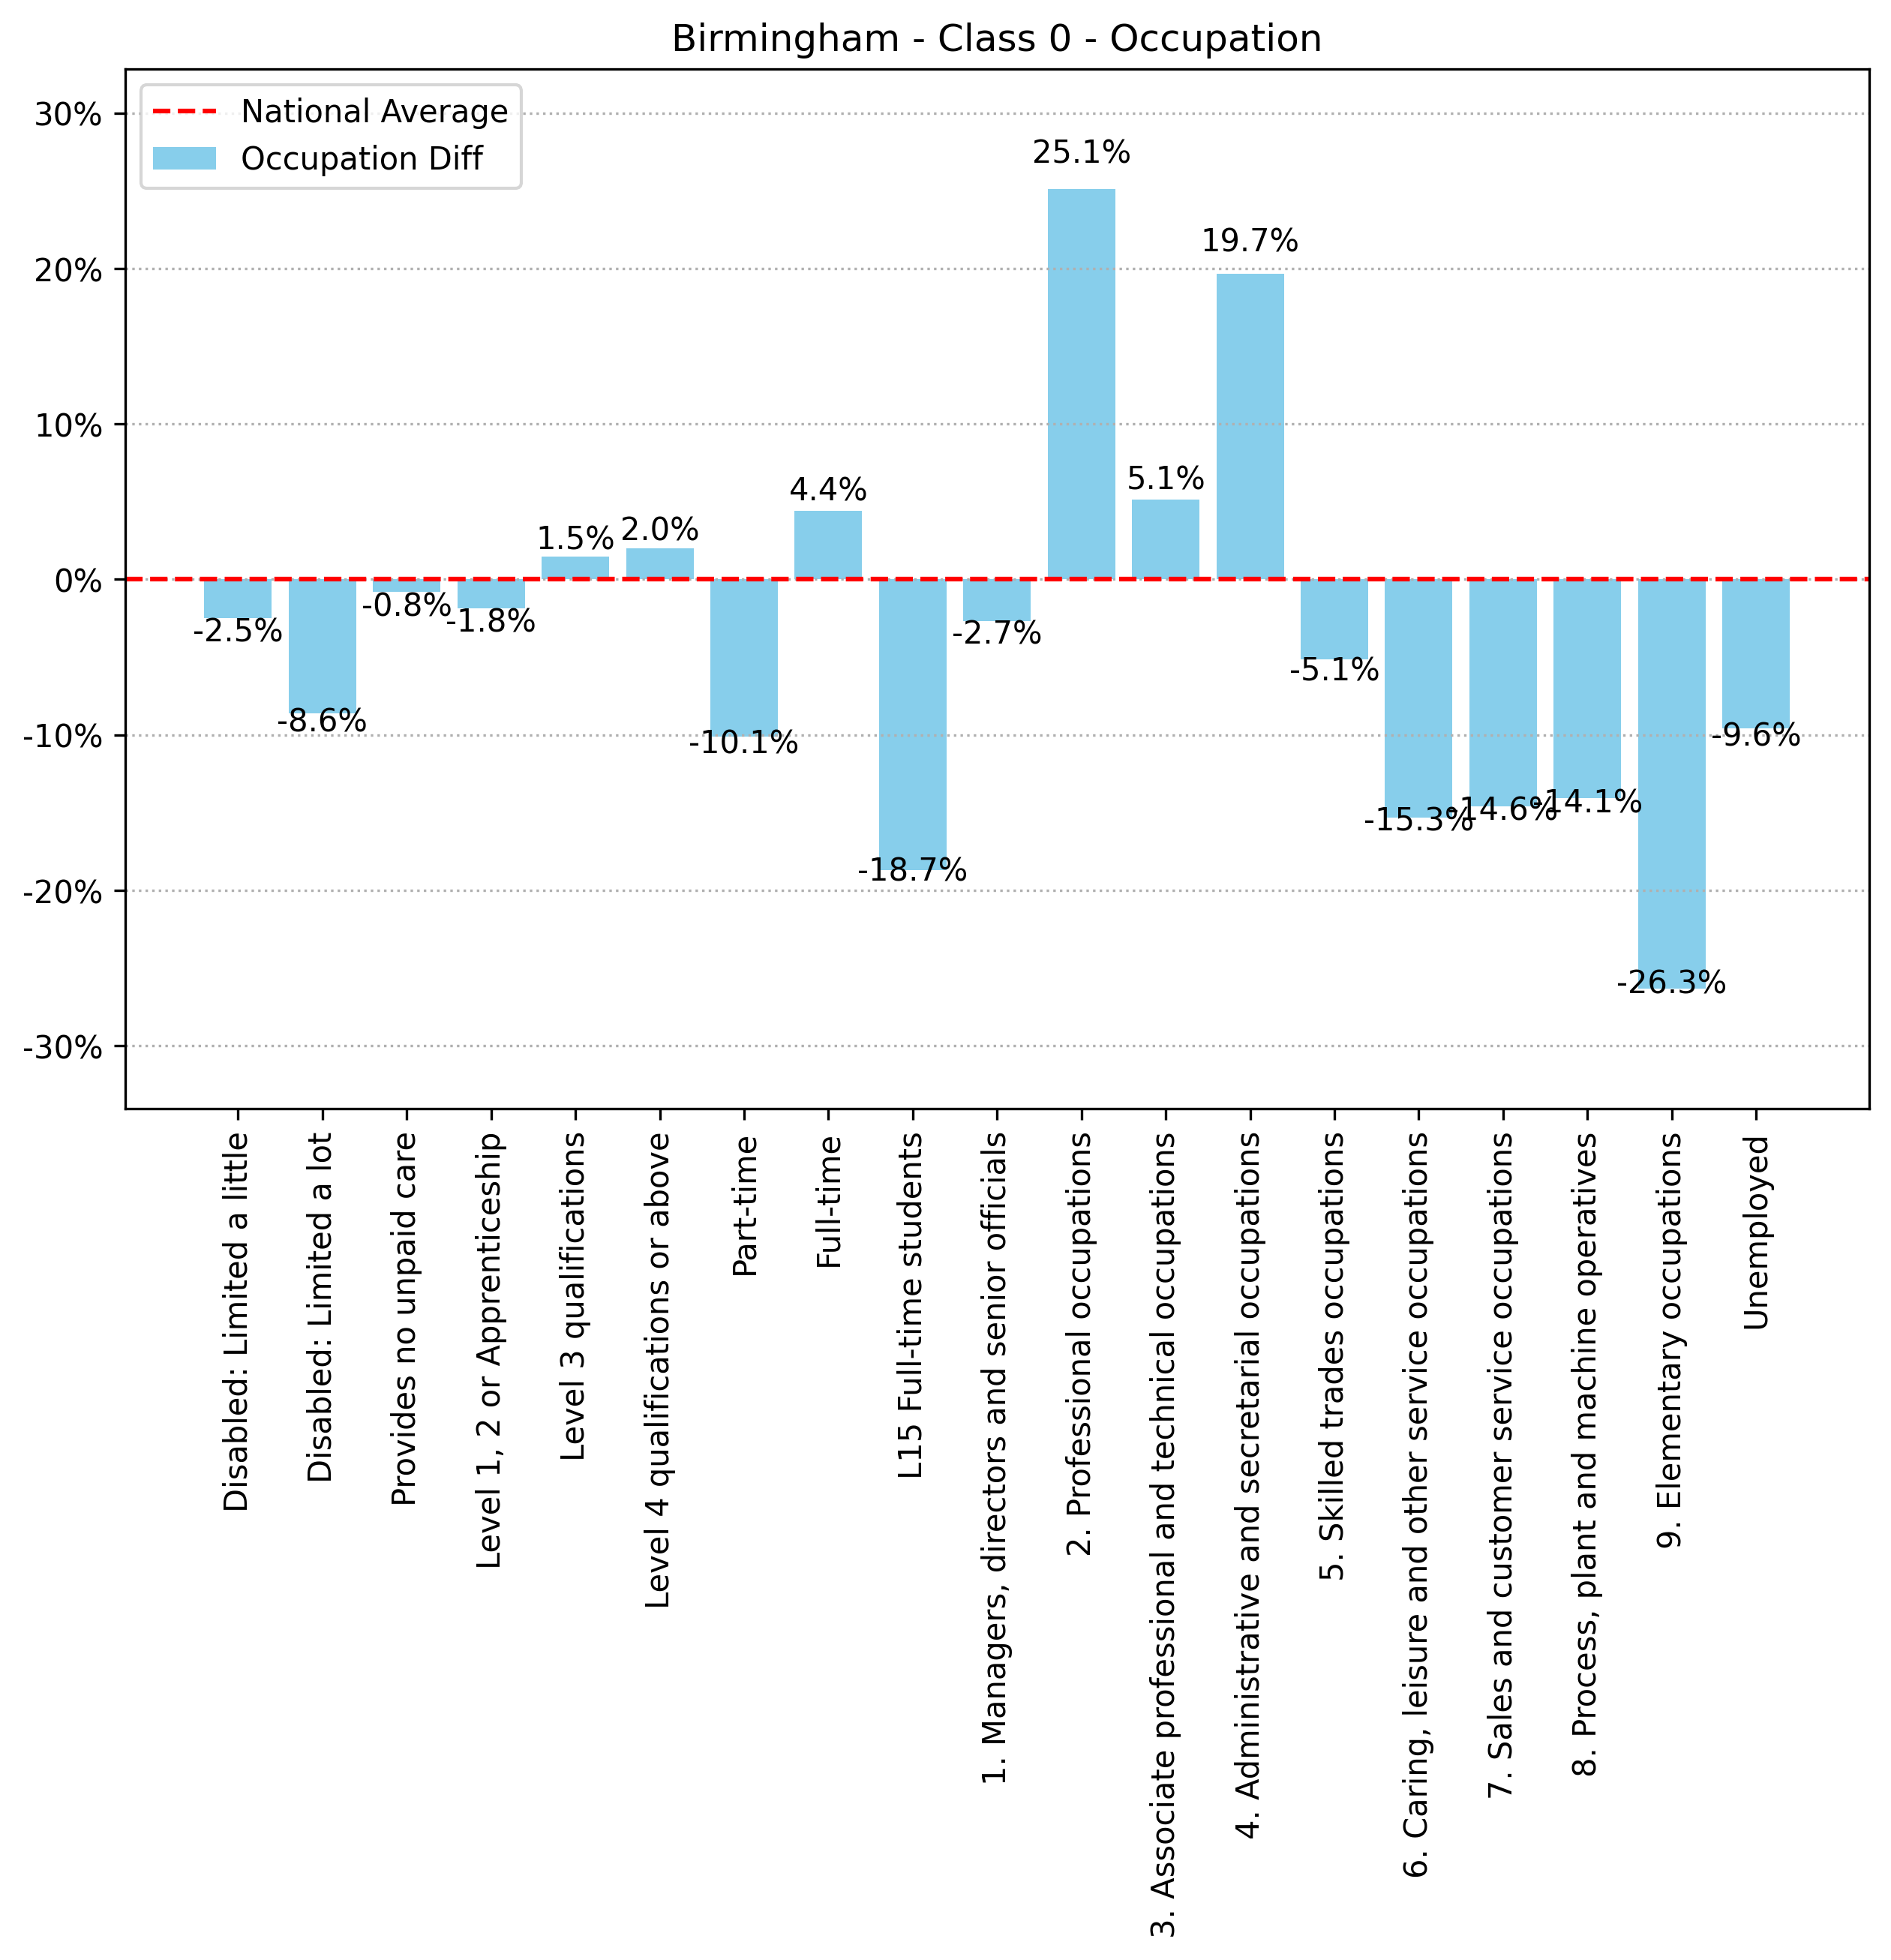 Birmingham - Class 0 - Occupation
National Average
Occupation Diff
30%
20%
10%
0%
-10%
-20%
-30%
-2.5%
-8.6%
-0.8%
-1.8%
1.5%
2.0%
-10.1%
4.4%
-18.7%
-2.7%
25.1%
5.1%
19.7%
-5.1%
-15.3%
-14.6%
-14.1%
-26.3%
-9.6%
Disabled: Limited a little
Disabled: Limited a lot
Provides no unpaid care
Level 1, 2 or Apprenticeship
Level 3 qualifications
Level 4 qualifications or above
Part-time
Full-time
L15 Full-time students
1. Managers, directors and senior officials
2. Professional occupations
3. Associate professional and technical occupations
4. Administrative and secretarial occupations
5. Skilled trades occupations
6. Caring, leisure and other service occupations
7. Sales and customer service occupations
8. Process, plant and machine operatives
9. Elementary occupations
Unemployed